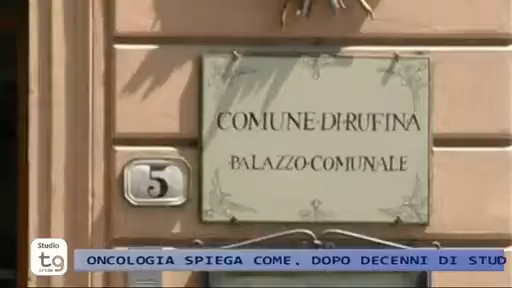 COMUNE·DI·RUFINA
PALAZZO·COMUNALE
5
Studio
tg
ONCOLOGIA SPIEGA COME. DOPO DECENNI DI STUD